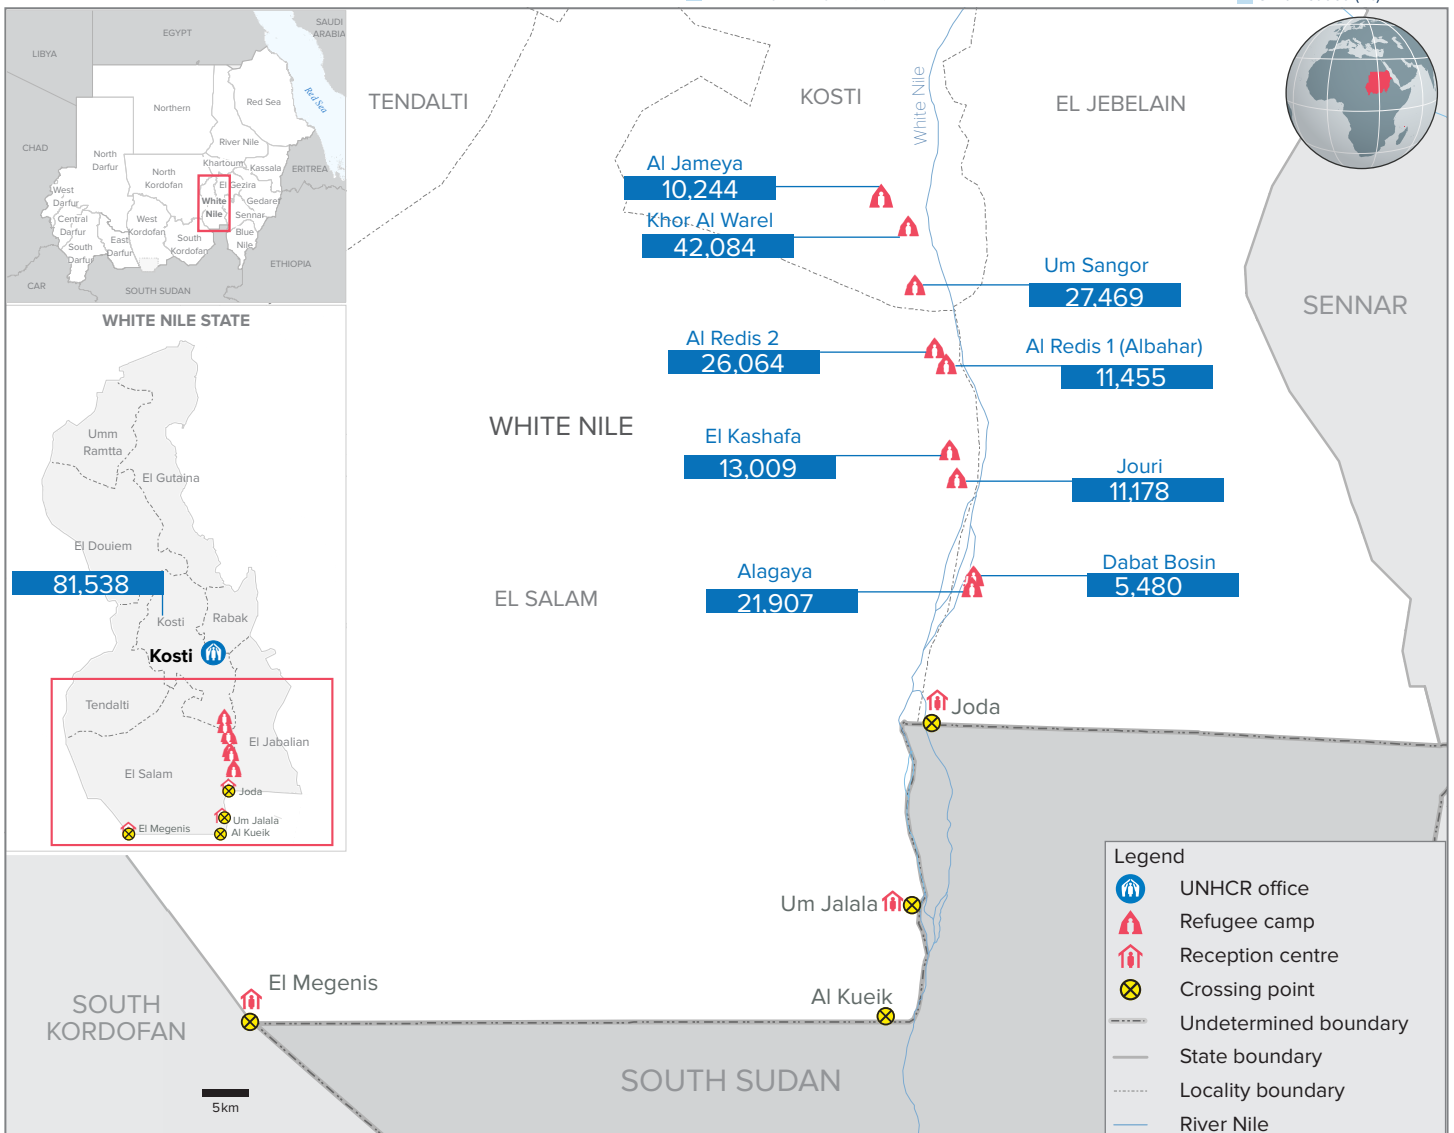 EGYPT
SAUDI
ARABIA
LIBYA
Red Sea
Northern
Red Sea
CHAD
River Nile
North
Darfur
Khartoum
Kassala
ERITREA
North
Kordofan
El Gezira
West
Darfur
White
Nile
Gedaref
Sennar
Central
Darfur
West
Kordofan
Blue
Nile
South
Darfur
East
Darfur
South
Kordofan
ETHIOPIA
CAR
SOUTH SUDAN
WHITE NILE STATE
Umm
Ramtta
El Gutaina
El Douiem
81,538
Kosti
Rabak
Kosti
Tendalti
El Jabalian
El Salam
Joda
Um Jalala
El Megenis
Al Kueik
TENDALTI
KOSTI
White Nile
EL JEBELAIN
Al Jameya
10,244
Khor Al Warel
42,084
Um Sangor
27,469
SENNAR
Al Redis 2
26,064
Al Redis 1 (Albahar)
11,455
WHITE NILE
El Kashafa
13,009
Jouri
11,178
Alagaya
21,907
Dabat Bosin
5,480
EL SALAM
Joda
Um Jalala
El Megenis
Al Kueik
SOUTH
KORDOFAN
SOUTH SUDAN
5km
Legend
UNHCR office
Refugee camp
Reception centre
Crossing point
Undetermined boundary
State boundary
Locality boundary
River Nile